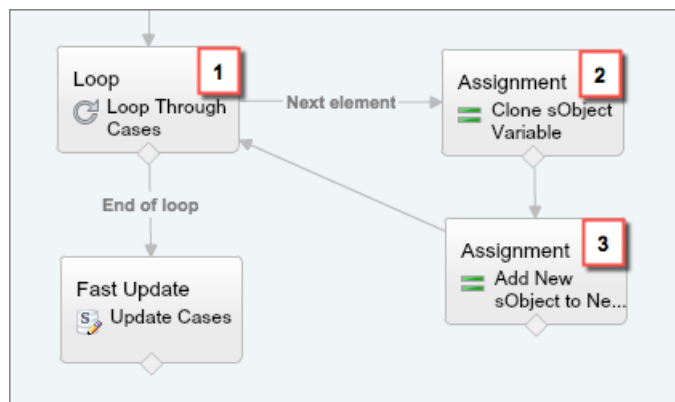 Loop
1
Loop Through
Cases
Next element
Assignment
2
Clone sObject
Variable
End of loop
Assignment
3
Add New
sObject to Ne...
Fast Update
S
Update Cases